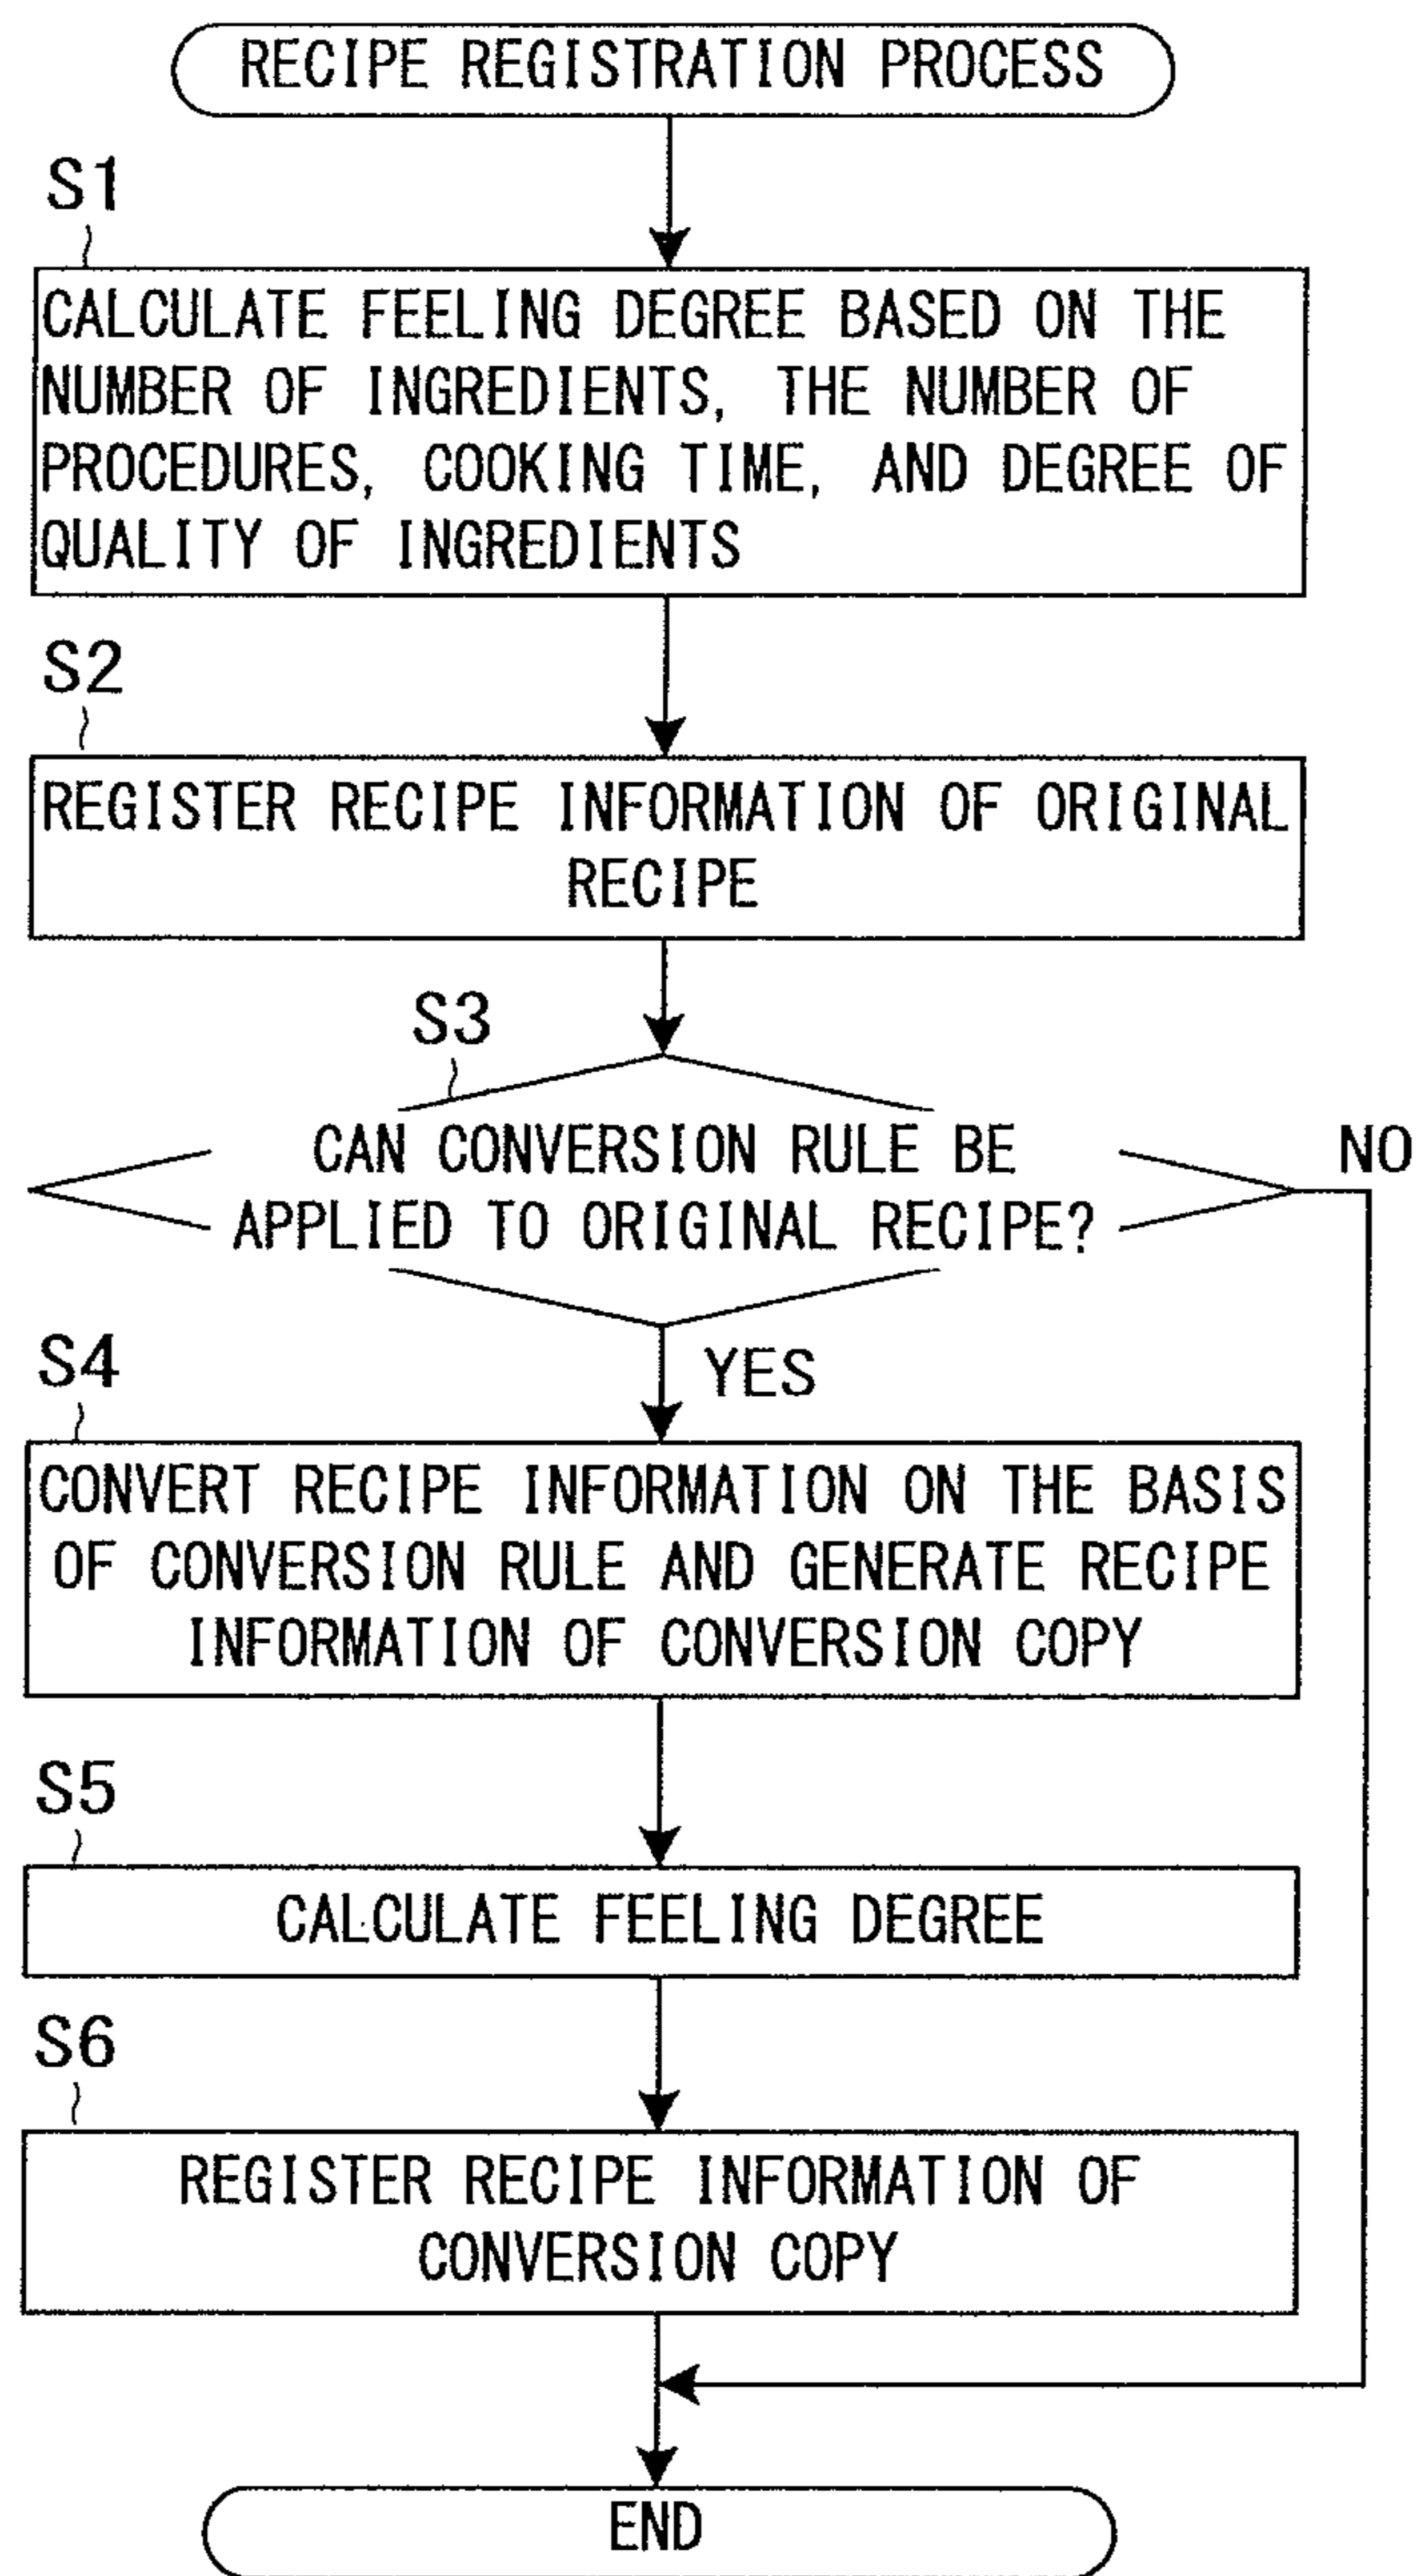 RECIPE REGISTRATION PROCESS
S1
CALCULATE FEELING DEGREE BASED ON THE
NUMBER OF INGREDIENTS, THE NUMBER OF
PROCEDURES, COOKING TIME, AND DEGREE OF
QUALITY OF INGREDIENTS
S2
REGISTER RECIPE INFORMATION OF ORIGINAL
RECIPE
S3
CAN CONVERSION RULE BE
APPLIED TO ORIGINAL RECIPE?
NO
YES
S4
CONVERT RECIPE INFORMATION ON THE BASIS
OF CONVERSION RULE AND GENERATE RECIPE
INFORMATION OF CONVERSION COPY
S5
CALCULATE FEELING DEGREE
S6
REGISTER RECIPE INFORMATION OF
CONVERSION COPY
END